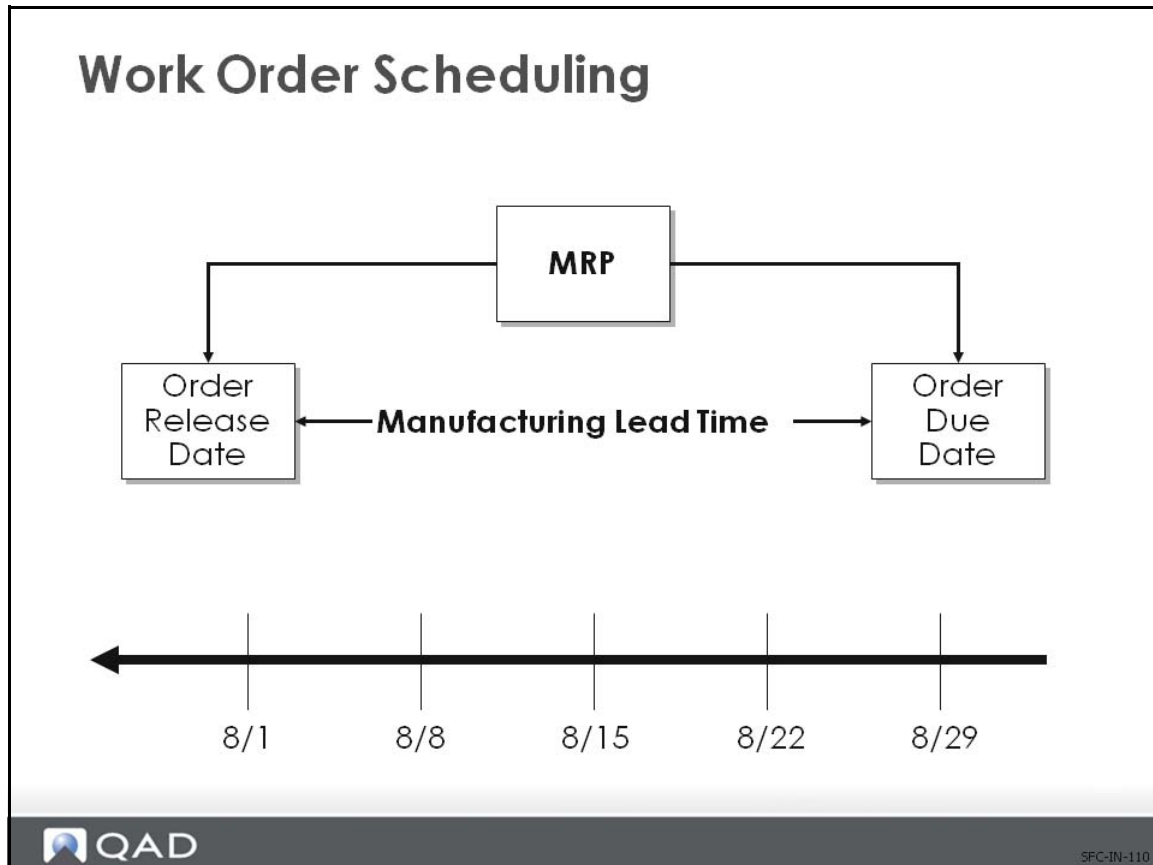 Work Order Scheduling
MRP
Order
Release
Date
Manufacturing Lead Time
Order
Due
Date
8/1
8/8
8/15
8/22
8/29
QAD
SFC-IN-110